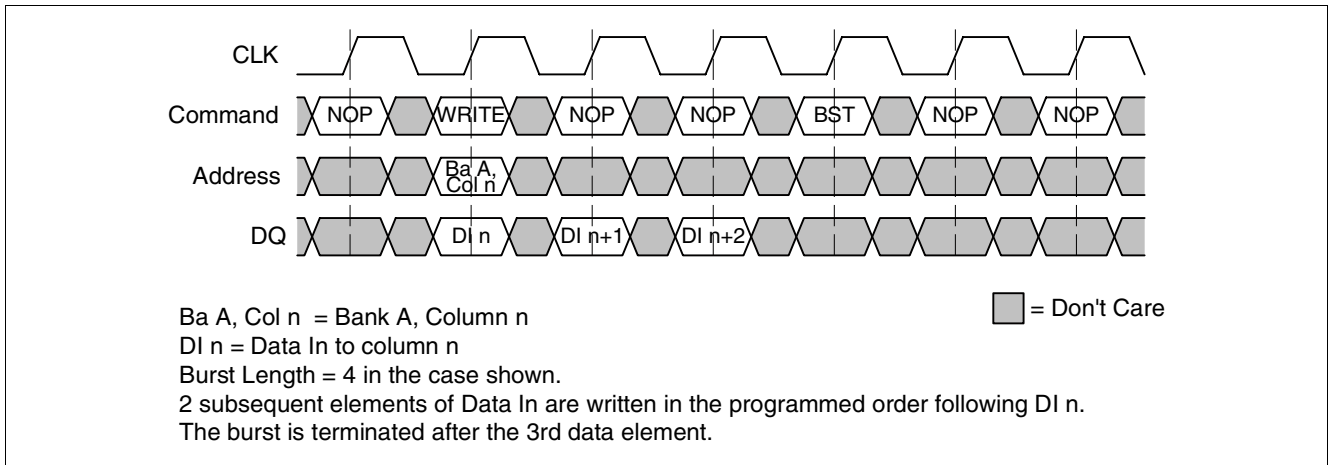 CLK
Command NOP WRITE NOP NOP BST NOP NOP
Address Ba A,
Col n
DQ DI n DI n+1 DI n+2
Ba A, Col n = Bank A, Column n
= Don't Care
DI n = Data In to column n
Burst Length = 4 in the case shown.
2 subsequent elements of Data In are written in the programmed order following DI n.
The burst is terminated after the 3rd data element.